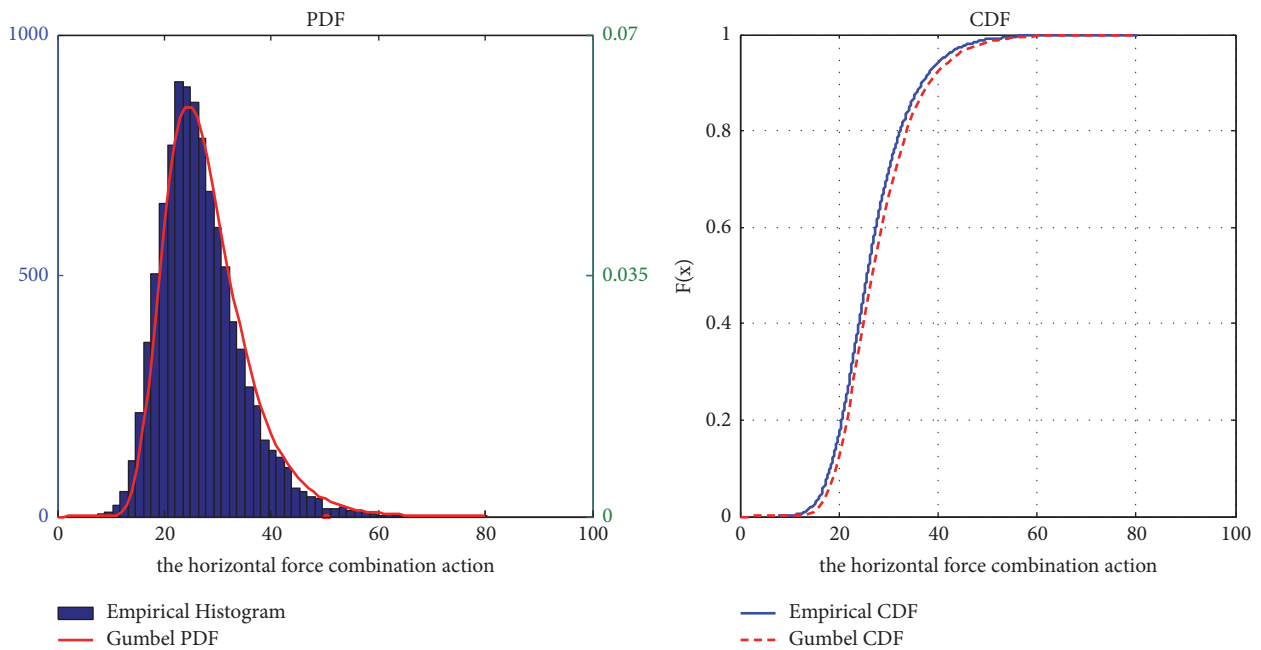 PDF
1000
500
0
0.07
0.035
0
0 20 40 60 80 100
the horizontal force combination action
Empirical Histogram
Gumbel PDF
CDF
F(x)
1
0.8
0.6
0.4
0.2
0
0 20 40 60 80 100
the horizontal force combination action
Empirical CDF
Gumbel CDF